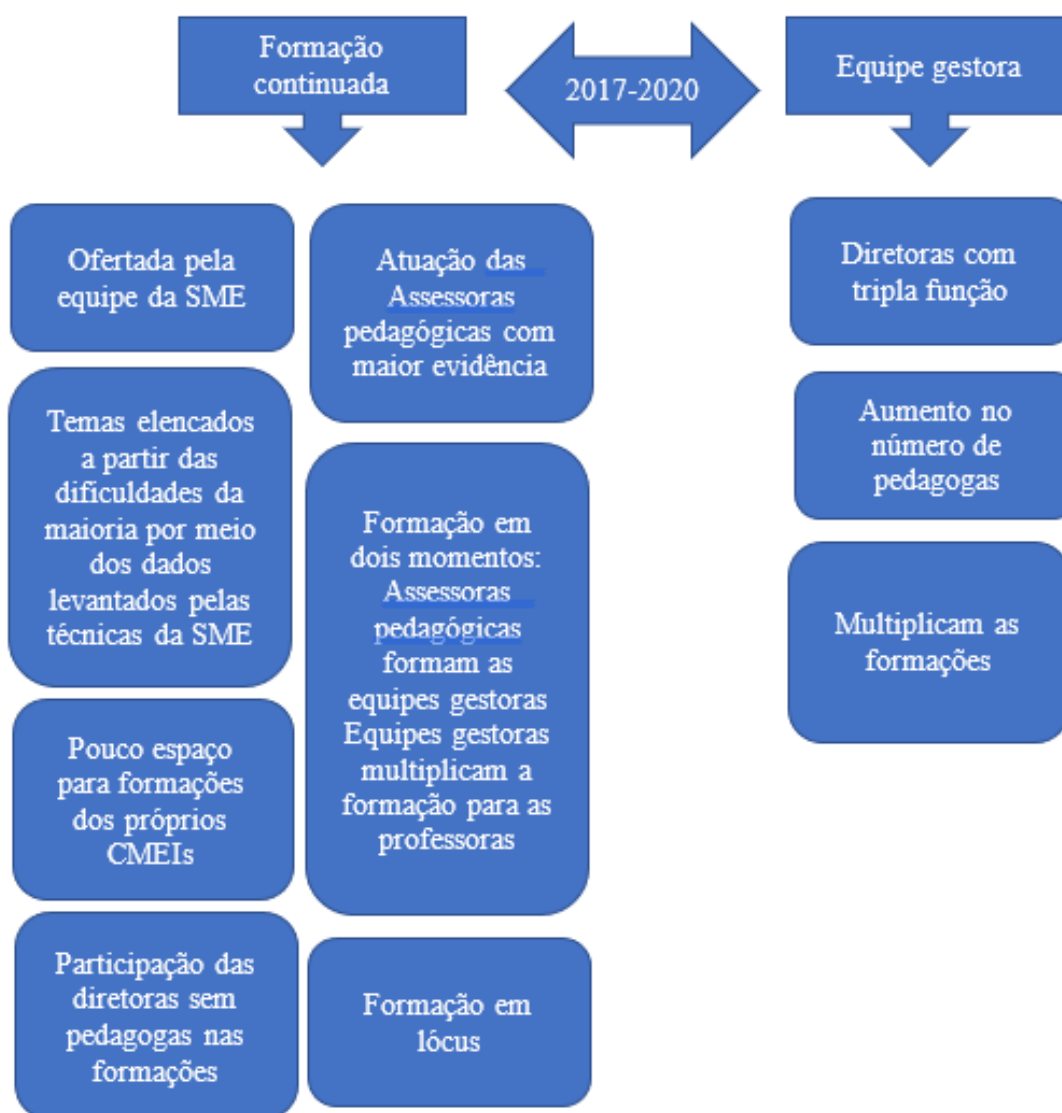 Formação
continuada
2017-2020
Equipe gestora
Ofertada pela
equipe da SME
Temas elencados
a partir das
dificuldades da
maioria por meio
dos dados
levantados pelas
técnicas da SME
Pouco espaço
para formações
dos próprios
CMEIs
Participação das
diretoras sem
pedagogas nas
formações
Atuação das
Assessoras
pedagógicas com
maior evidência
Formação em
dois momentos:
Assessoras
pedagógicas
formam as
equipes gestoras
Equipes gestoras
multiplicam a
formação para as
professoras
Formação em
lócus
Diretoras com
tripla função
Aumento no
número de
pedagogas
Multiplicam as
formações